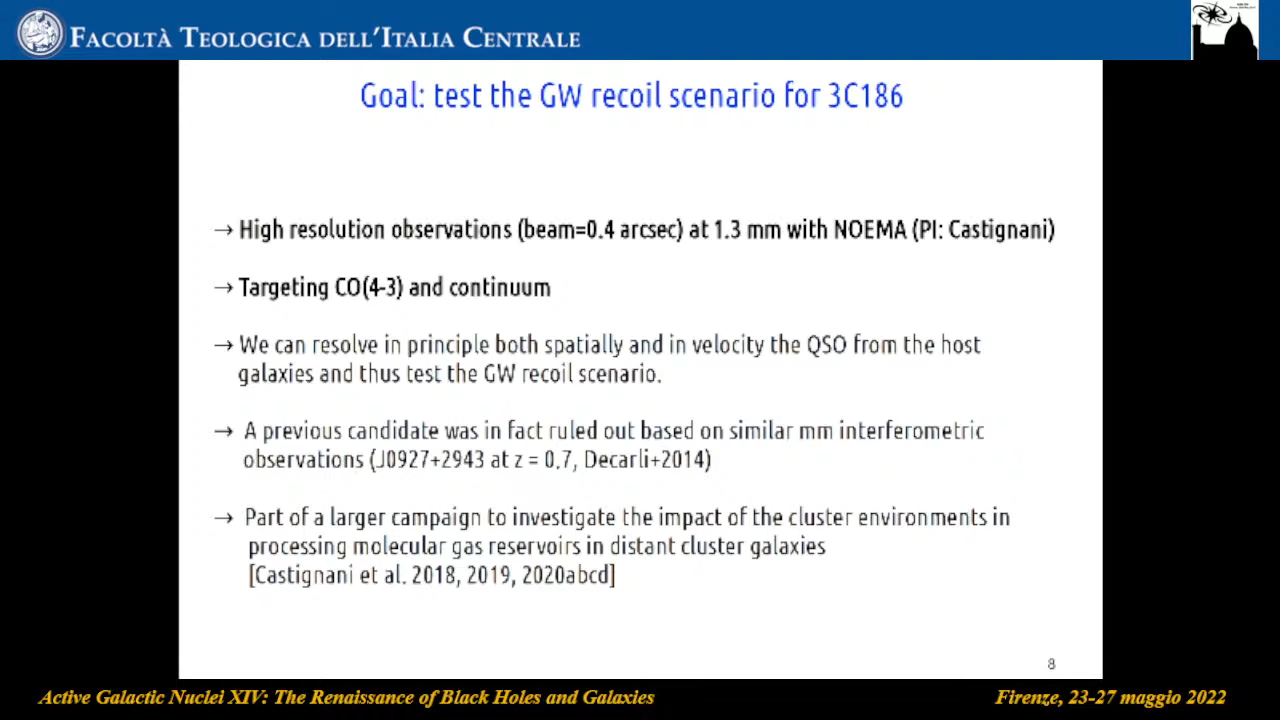 FACOLTÀ TEOLOGICA DELL'ITALIA CENTRALE
Goal: test the GW recoil scenario for 3C186
→ High resolution observations (beam=0.4 arcsec) at 1.3 mm with NOEMA (PI: Castignani)
→ Targeting CO(4-3) and continuum
→ We can resolve in principle both spatially and in velocity the QSO from the host
galaxies and thus test the GW recoil scenario.
→ A previous candidate was in fact ruled out based on similar mm interferometric
observations (J0927+2943 at z = 0.7, Decarli+2014)
→ Part of a larger campaign to investigate the impact of the cluster environments in
processing molecular gas reservoirs in distant cluster galaxies
[Castignani et al. 2018, 2019, 2020abcd]
8
Active Galactic Nuclei XIV: The Renaissance of Black Holes and Galaxies
Firenze, 23-27 maggio 2022